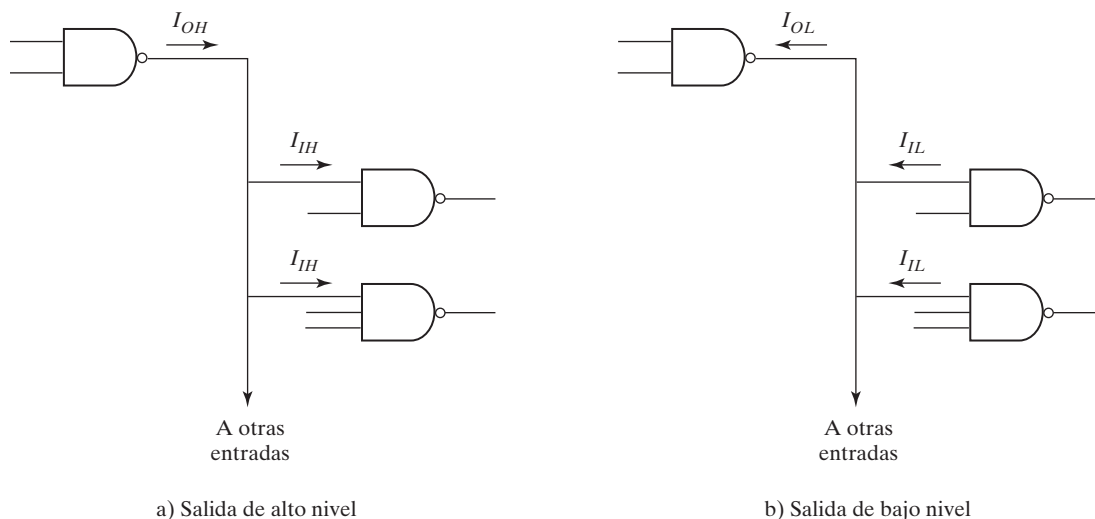 I_OH
I_IH
I_IH
A otras
entradas
a) Salida de alto nivel
I_OL
I_IL
I_IL
A otras
entradas
b) Salida de bajo nivel